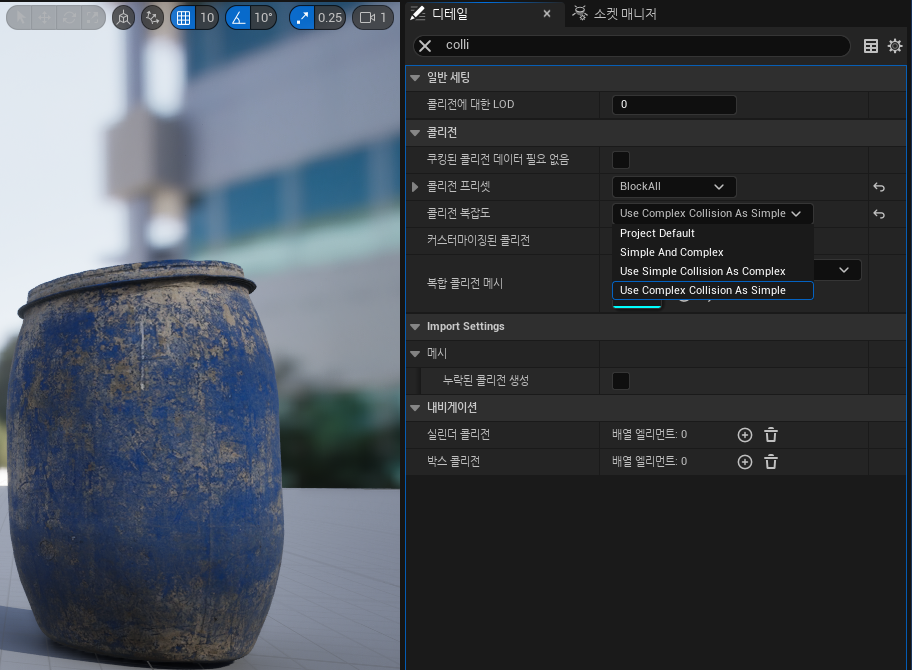 10
10°
0.25
1
디테일
소켓 매니저
colli
일반 세팅
콜리전에 대한 LOD
0
콜리전
쿠킹된 콜리전 데이터 필요 없음
콜리전 프리셋
BlockAll
콜리전 복잡도
Use Complex Collision As Simple
Project Default
커스터마이징된 콜리전
Simple And Complex
Use Simple Collision As Complex
복합 콜리전 메시
Use Complex Collision As Simple
Import Settings
메시
누락된 콜리전 생성
내비게이션
실린더 콜리전
배열 엘리먼트: 0
박스 콜리전
배열 엘리먼트: 0